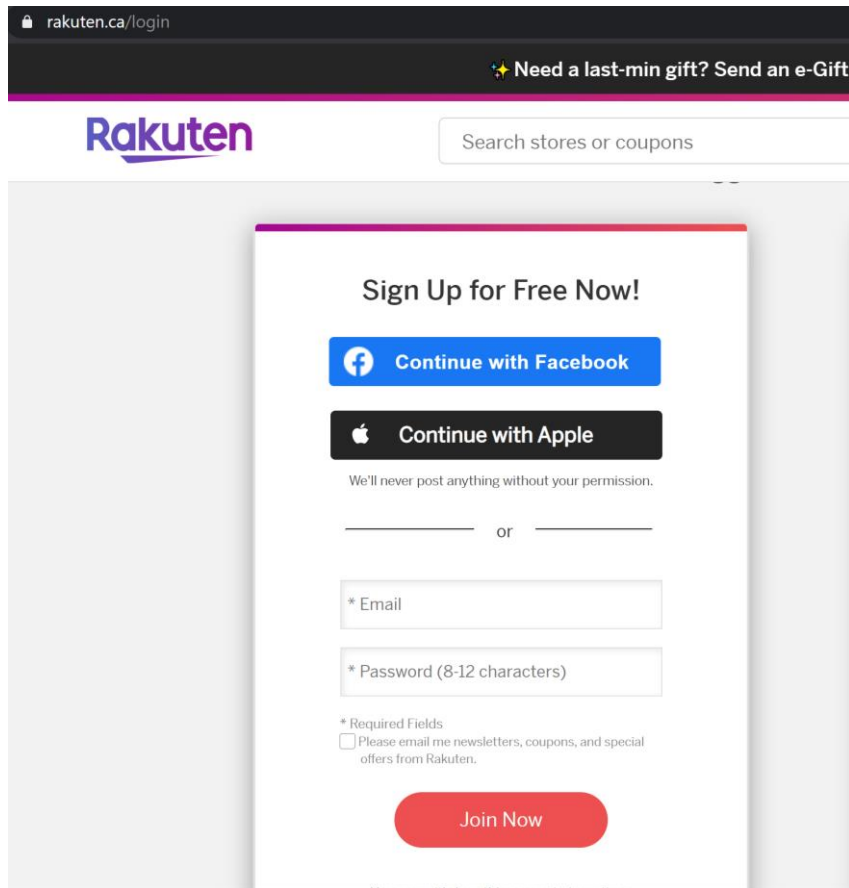 rakuten.ca/login
Need a last-min gift? Send an e-Gift
Rakuten
Search stores or coupons
Sign Up for Free Now!
Continue with Facebook
Continue with Apple
We'll never post anything without your permission.
or
* Email
* Password (8-12 characters)
* Required Fields
Please email me newsletters, coupons, and special
offers from Rakuten.
Join Now